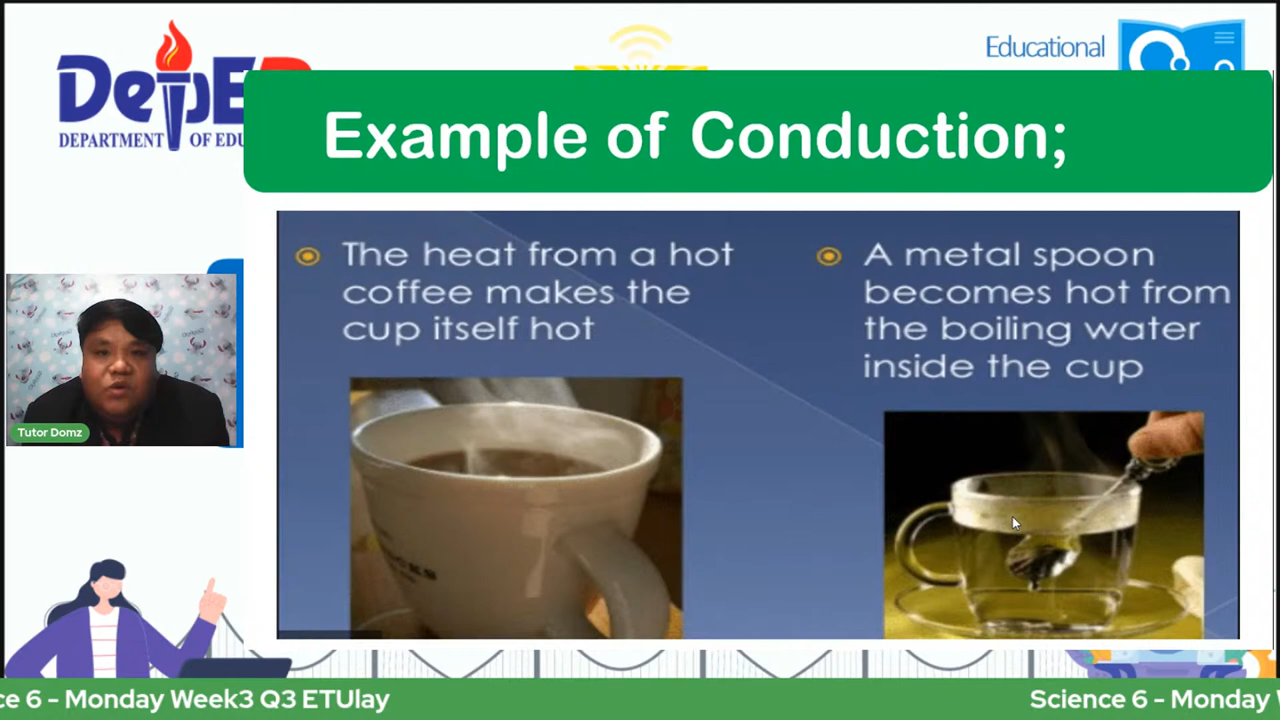 DepE
DEPARTMENT OF EDU
Educational
Example of Conduction;
The heat from a hot
coffee makes the
cup itself hot
A metal spoon
becomes hot from
the boiling water
inside the cup
Tutor Domz
ce 6 - Monday Week3 Q3 ETUlay
Science 6 - Monday W